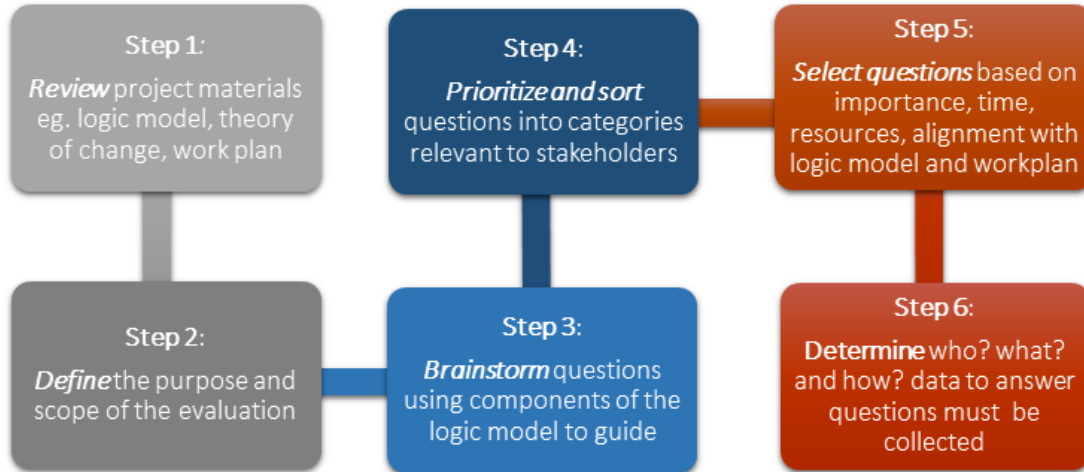 Step 1:
Review project materials
eg. logic model, theory
of change, work plan
Step 2:
Define the purpose and
scope of the evaluation
Step 3:
Brainstorm questions
using components of the
logic model to guide
Step 4:
Prioritize and sort
questions into categories
relevant to stakeholders
Step 5:
Select questions based on
importance, time,
resources, alignment with
logic model and workplan
Step 6:
Determine who? what?
and how? data to answer
questions must be
collected